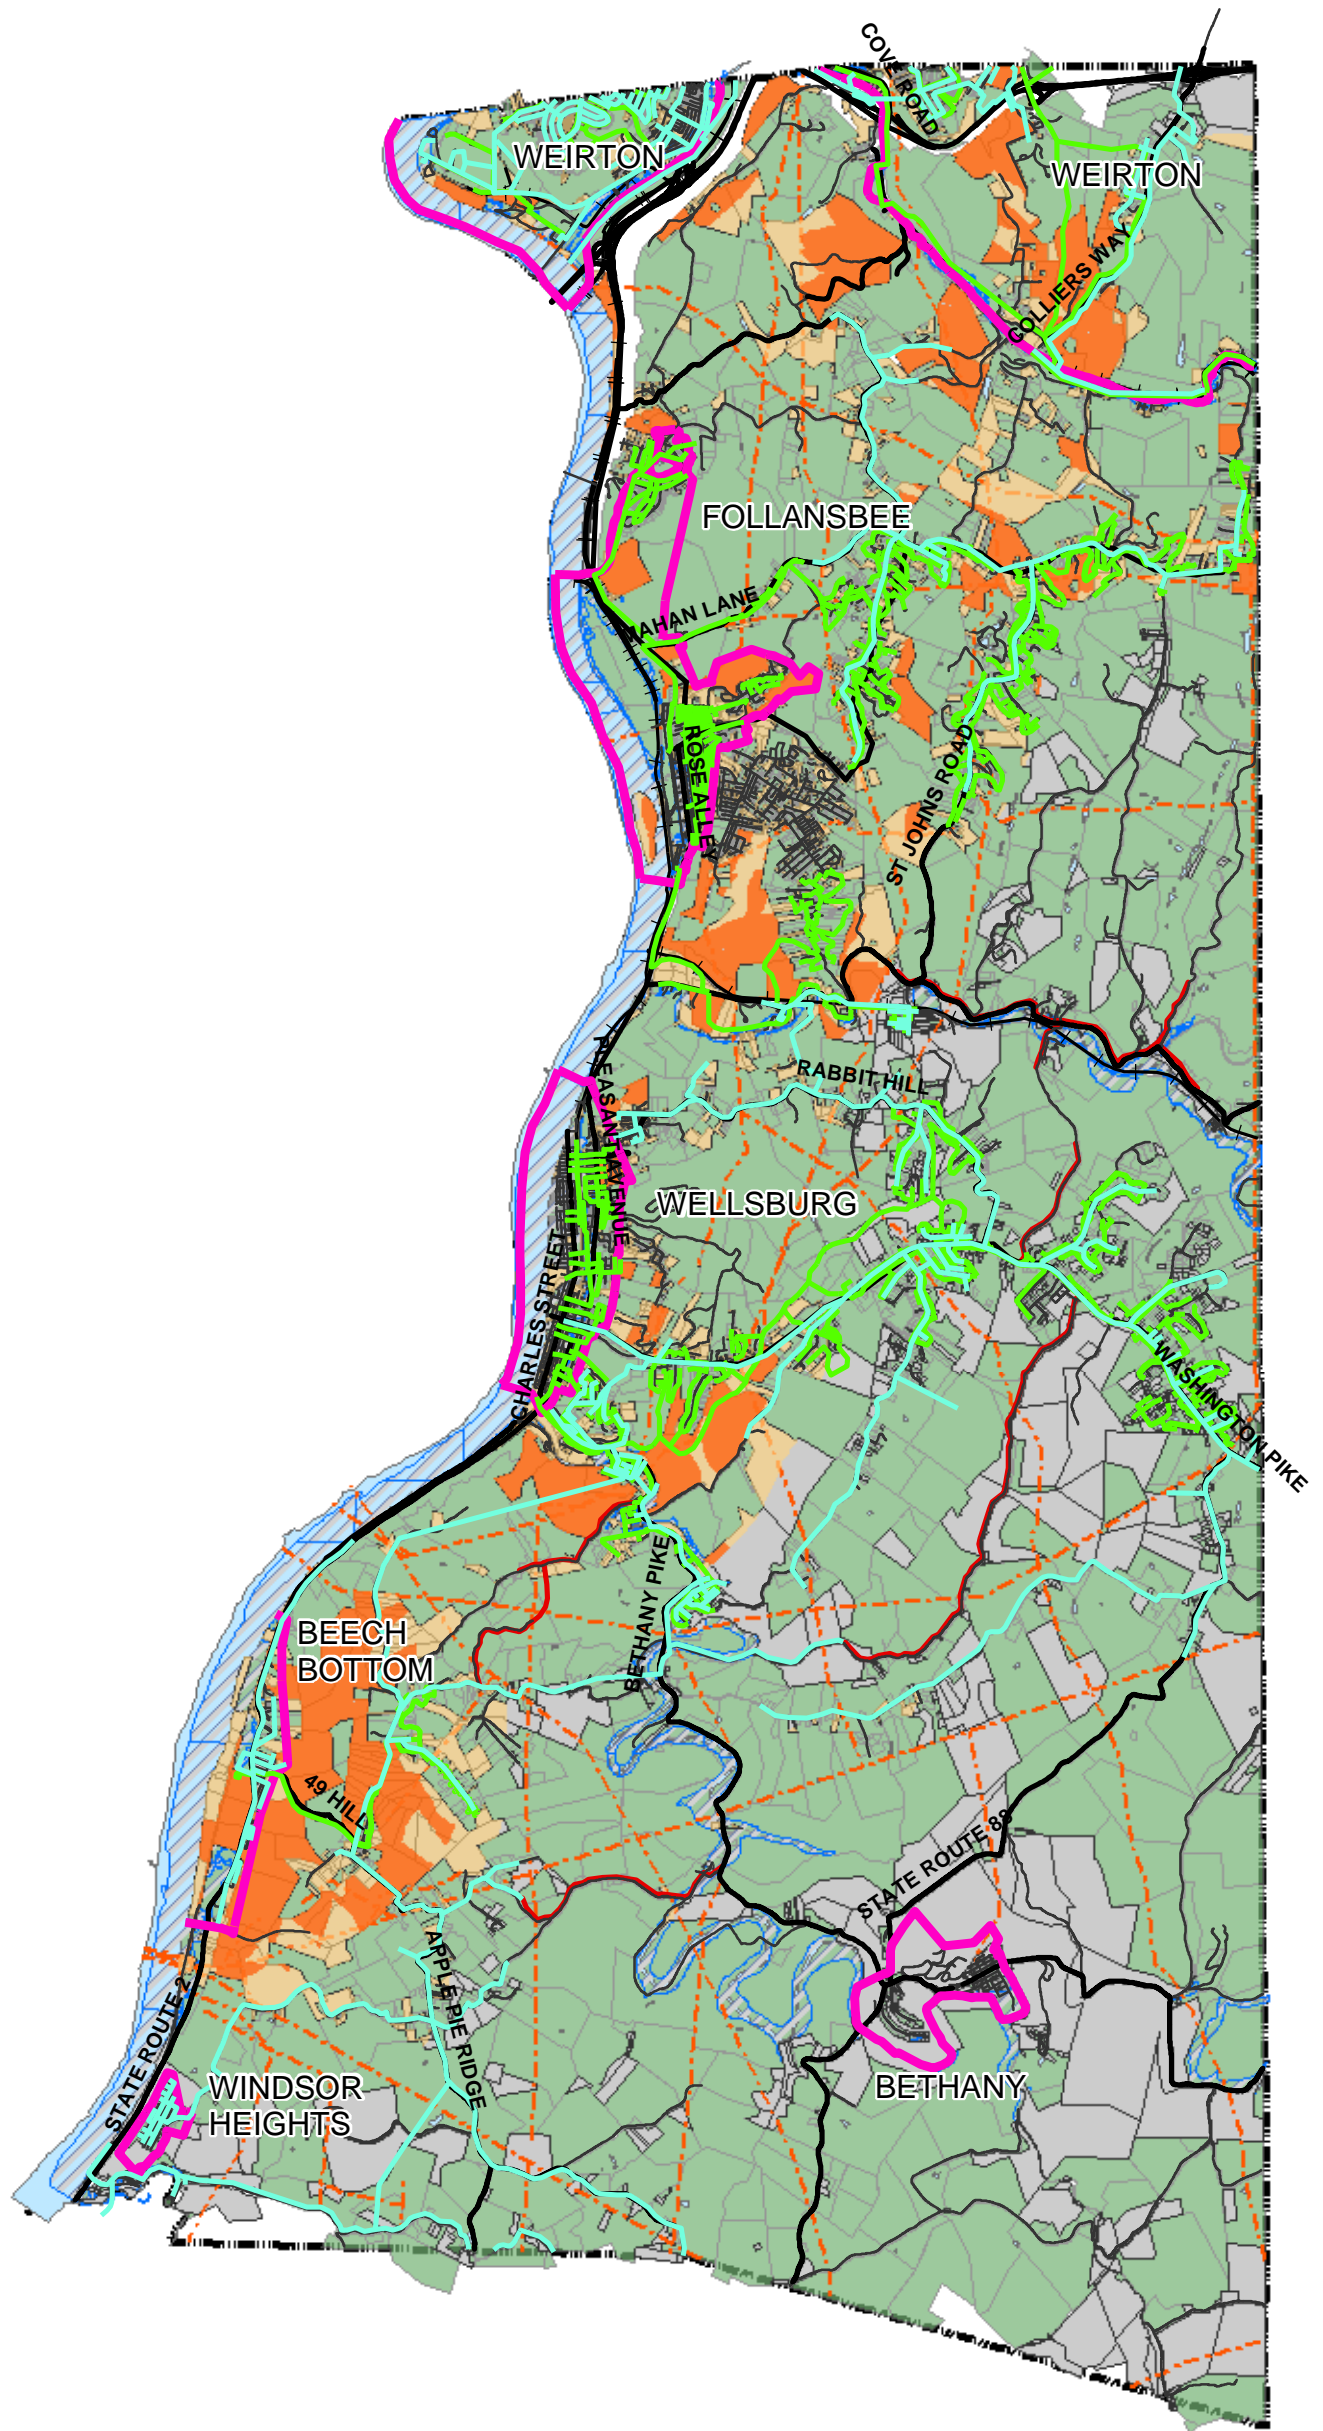 COVE ROAD
WEIRTON
WEIRTON
COLLIERS WAY
FOLLANSBEE
MAHAN LANE
ROSE ALLEY
ST JOHNS ROAD
PLEASANT AVENUE
RABBIT HILL
WELLSBURG
CHARLES STREET
WASHINGTON PIKE
BETHANY PIKE
BEECH
BOTTOM
49 HILL
STATE ROUTE 88
APPLE PIE RIDGE
STATE ROUTE 2
WINDSOR
HEIGHTS
BETHANY